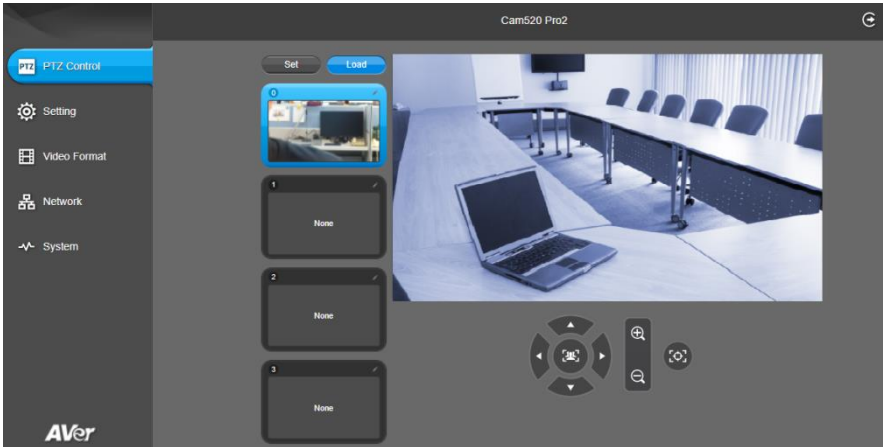 Cam520 Pro2
PTZ PTZ Control
Setting
Video Format
Network
System
Set Load
0
1
None
2
None
3
None
AVer